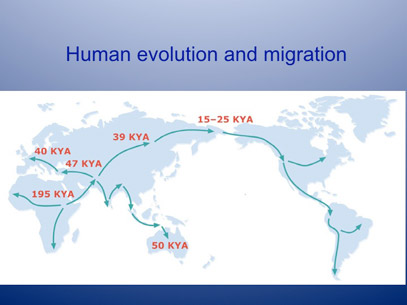 Human evolution and migration
15–25 KYA
39 KYA
40 KYA
47 KYA
195 KYA
50 KYA